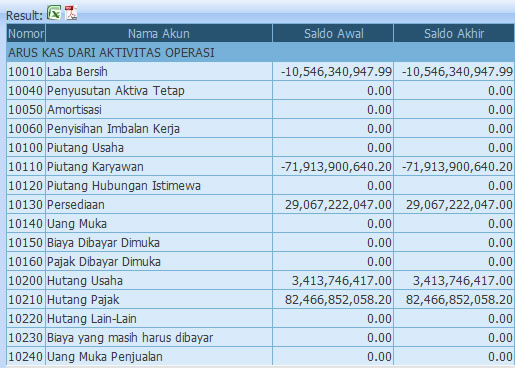 Result:
Nomor Nama Akun Saldo Awal Saldo Akhir
ARUS KAS DARI AKTIVITAS OPERASI
10010 Laba Bersih -10,546,340,947.99 -10,546,340,947.99
10040 Penyusutan Aktiva Tetap 0.00 0.00
10050 Amortisasi 0.00 0.00
10060 Penyisihan Imbalan Kerja 0.00 0.00
10100 Piutang Usaha 0.00 0.00
10110 Piutang Karyawan -71,913,900,640.20 -71,913,900,640.20
10120 Piutang Hubungan Istimewa 0.00 0.00
10130 Persediaan 29,067,222,047.00 29,067,222,047.00
10140 Uang Muka 0.00 0.00
10150 Biaya Dibayar Dimuka 0.00 0.00
10160 Pajak Dibayar Dimuka 0.00 0.00
10200 Hutang Usaha 3,413,746,417.00 3,413,746,417.00
10210 Hutang Pajak 82,466,852,058.20 82,466,852,058.20
10220 Hutang Lain-Lain 0.00 0.00
10230 Biaya yang masih harus dibayar 0.00 0.00
10240 Uang Muka Penjualan 0.00 0.00